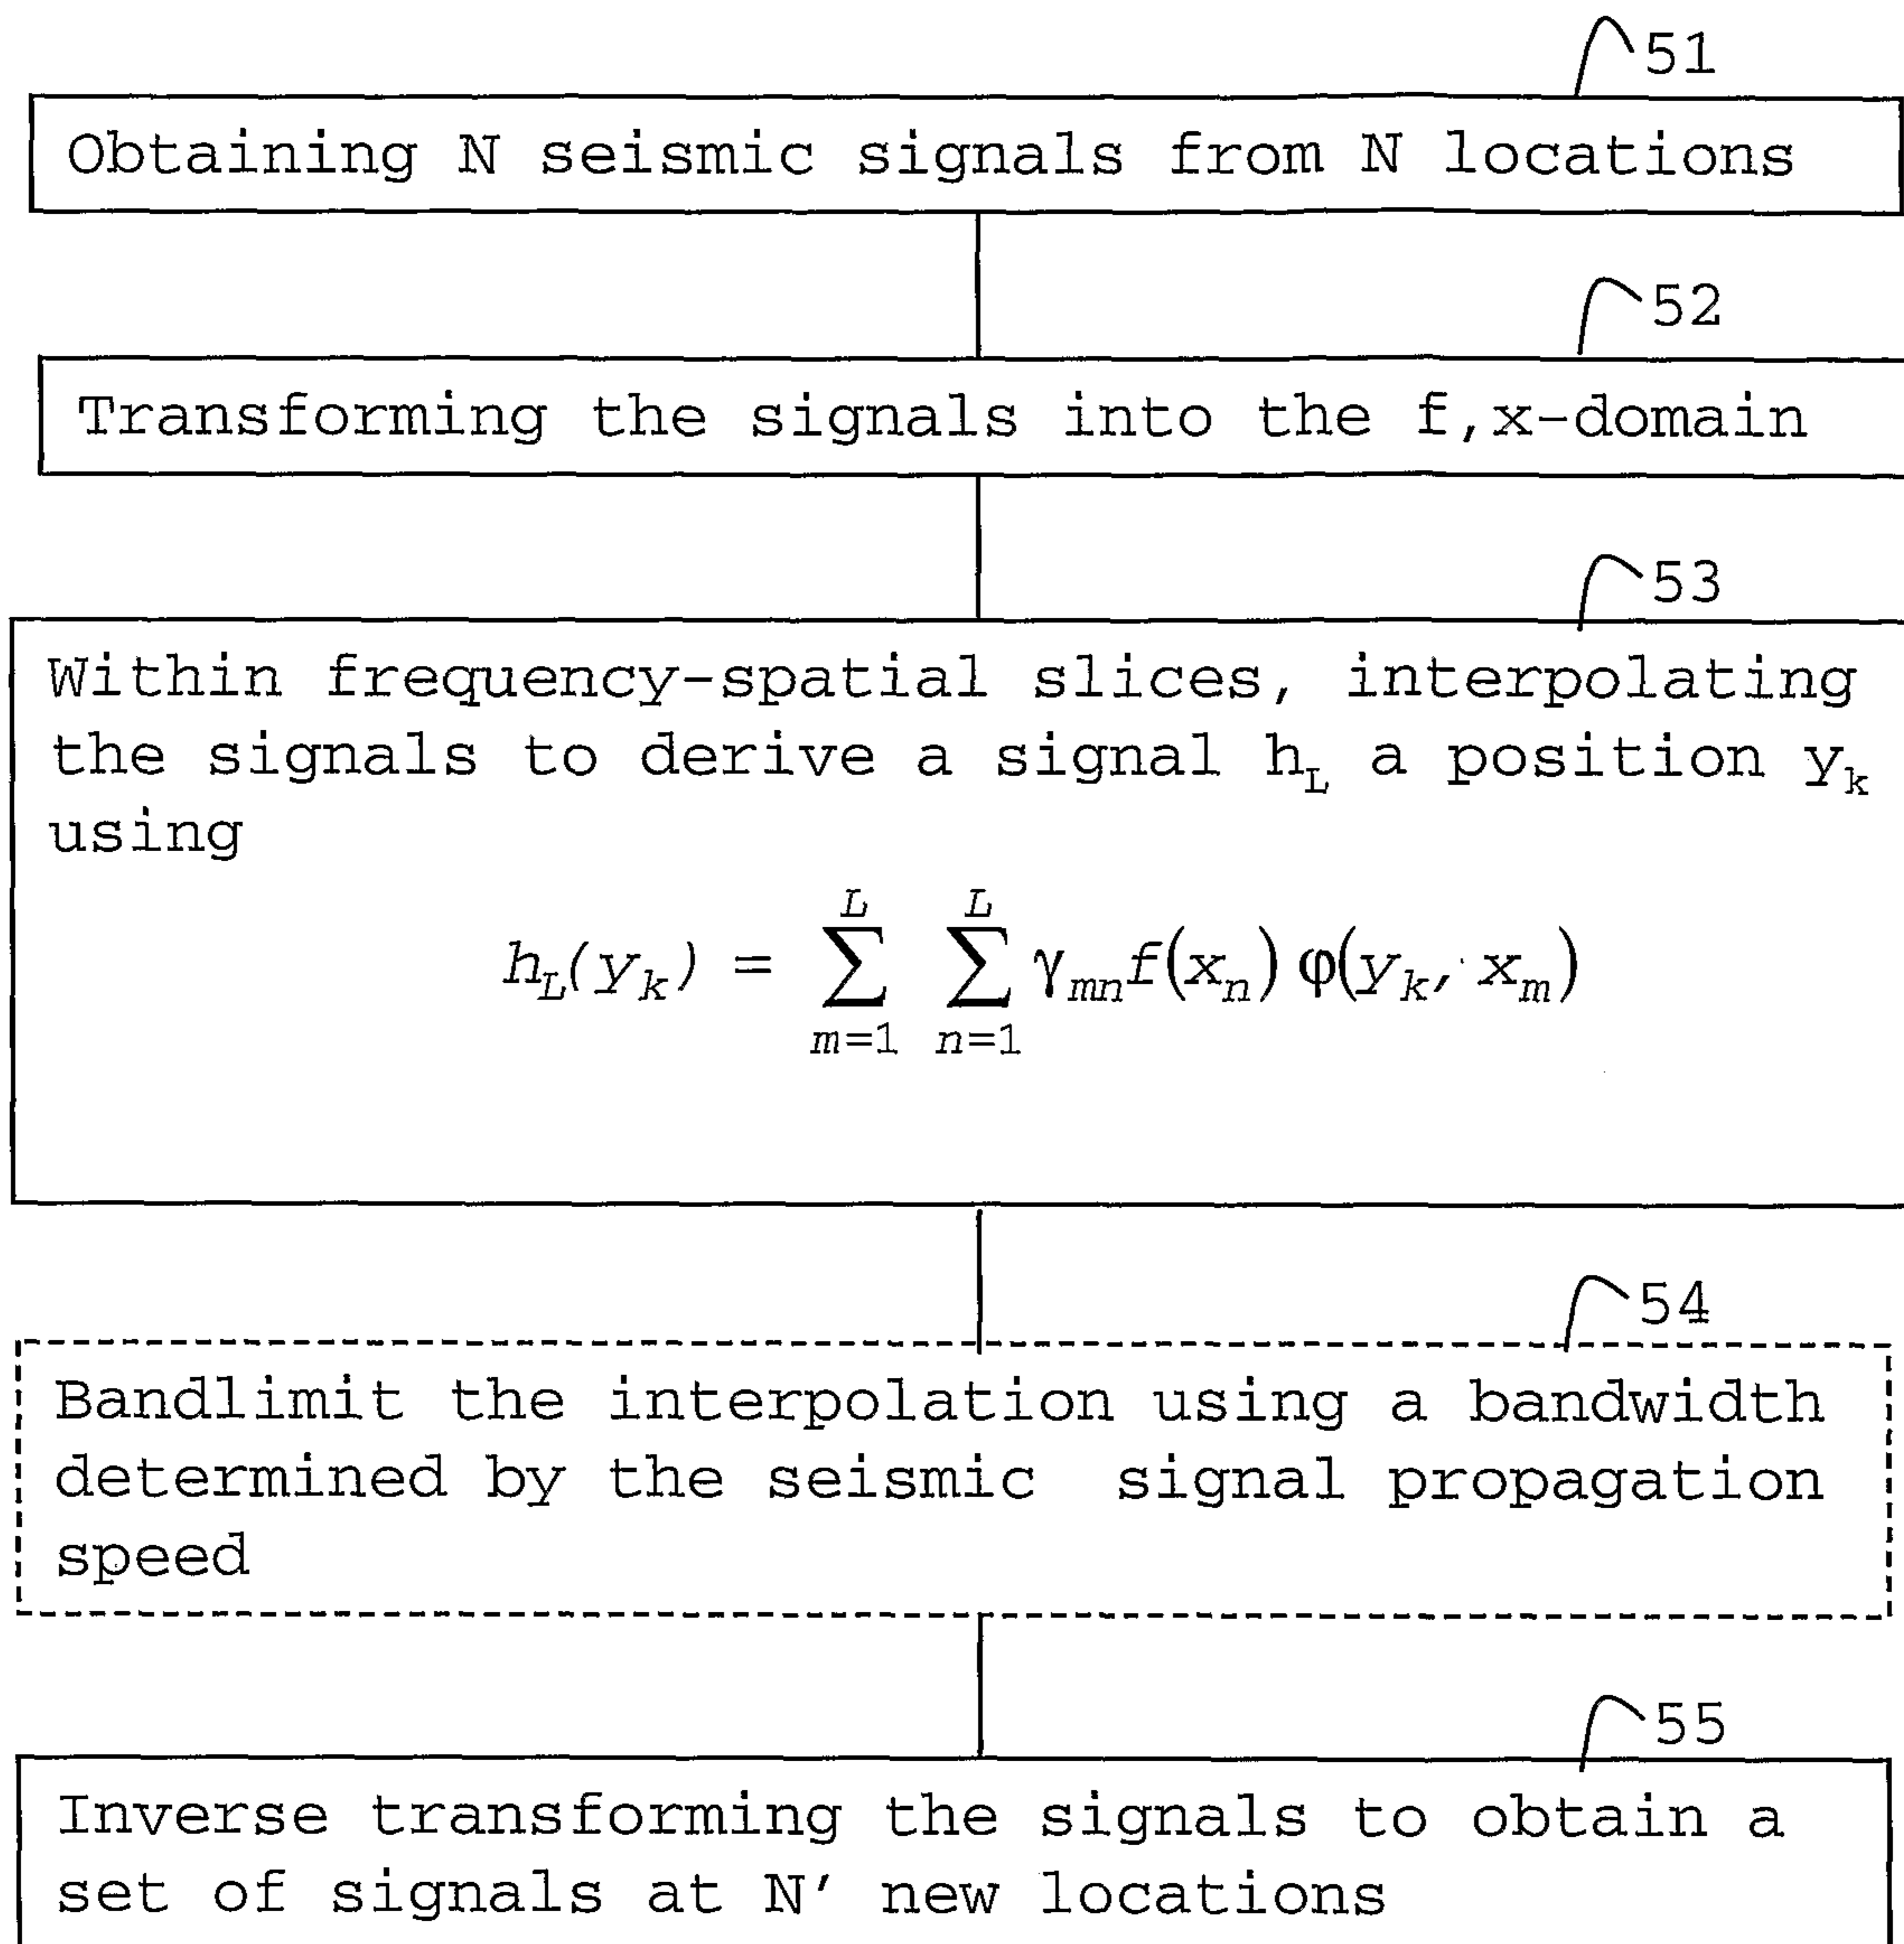 51
Obtaining N seismic signals from N locations
52
Transforming the signals into the f,x-domain
53
Within frequency-spatial slices, interpolating
the signals to derive a signal h_L a position y_k
using
h_L(y_k) = \sum_{m=1}^{L} \sum_{n=1}^{L} γ_{mn} f(x_n) φ(y_k, x_m)
54
Bandlimit the interpolation using a bandwidth
determined by the seismic signal propagation
speed
55
Inverse transforming the signals to obtain a
set of signals at N' new locations